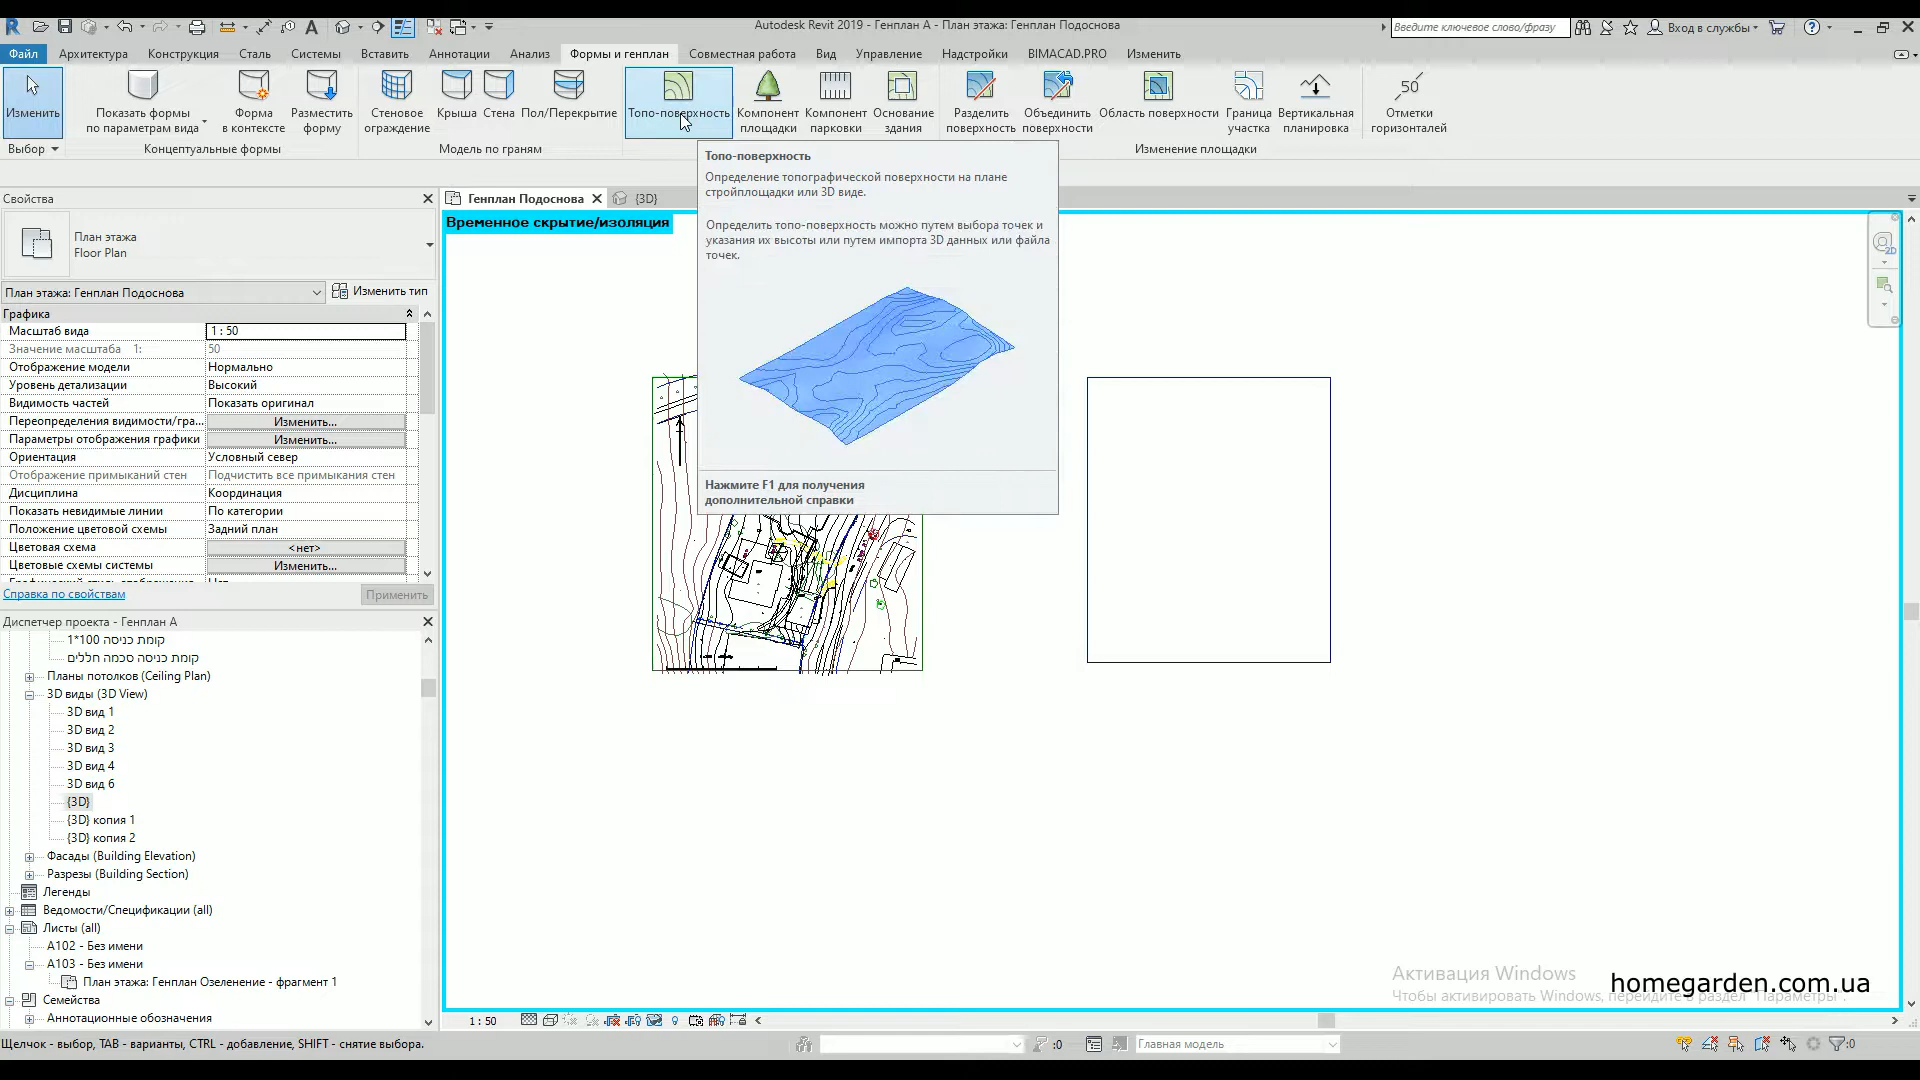 Autodesk Revit 2019 - Генплан А - План этажа: Генплан Подоснова
Введите ключевое слово/фразу
Вход в службы
Файл
Архитектура
Конструкция
Сталь
Системы
Вставить
Аннотации
Анализ
Формы и генплан
Совместная работа
Вид
Управление
Надстройки
BIMACAD.PRO
Изменить
Изменить
Показать формы
по параметрам вида
Форма
в контексте
Разместить
форму
Стеновое
ограждение
Крыша
Стена
Пол/Перекрытие
Топо-поверхность
Компонент
площадки
Компонент
парковки
Основание
здания
Разделить
поверхность
Объединить
поверхности
Область поверхности
Граница
участка
Вертикальная
планировка
50
Отметки
горизонталей
Выбор
Концептуальные формы
Модель по граням
Изменение площадки
Топо-поверхность
Определение топографической поверхности на плане
стройплощадки или 3D виде.
Определить топо-поверхность можно путем выбора точек и
указания их высоты или путем импорта 3D данных или файла
точек.
Нажмите F1 для получения
дополнительной справки
Свойства
План этажа
Floor Plan
План этажа: Генплан Подоснова
Изменить тип
Графика
Масштаб вида 1 : 50
Значение масштаба 1: 50
Отображение модели Нормально
Уровень детализации Высокий
Видимость частей Показать оригинал
Переопределения видимости/гра... Изменить...
Параметры отображения графики Изменить...
Ориентация Условный север
Отображение примыканий стен Подчистить все примыкания стен
Дисциплина Координация
Показать невидимые линии По категории
Положение цветовой схемы Задний план
Цветовая схема <нет>
Цветовые схемы системы Изменить...
Справка по свойствам
Применить
Генплан Подоснова
{3D}
Временное скрытие/изоляция
2D
Диспетчер проекта - Генплан А
קומת כניסה 100*1
קומת כניסה סכמה חללים
Планы потолков (Ceiling Plan)
3D виды (3D View)
3D вид 1
3D вид 2
3D вид 3
3D вид 4
3D вид 6
{3D}
{3D} копия 1
{3D} копия 2
Фасады (Building Elevation)
Разрезы (Building Section)
Легенды
Ведомости/Спецификации (all)
Листы (all)
A102 - Без имени
A103 - Без имени
План этажа: Генплан Озеленение - фрагмент 1
Семейства
Аннотационные обозначения
Активация Windows
Чтобы активировать Windows, перейдите в раздел "Параметры".
homegarden.com.ua
1 : 50
Щелчок - выбор, TAB - варианты, CTRL - добавление, SHIFT - снятие выбора.
:0
Главная модель
:0